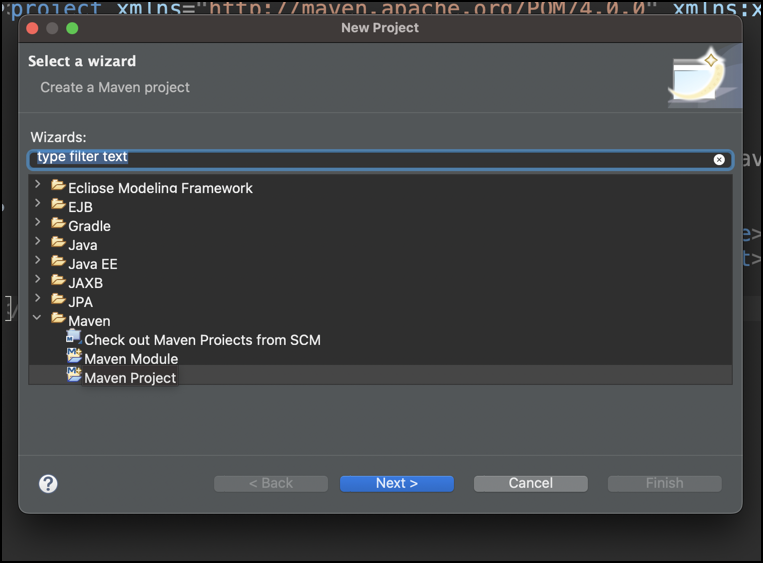 project xmlns="http://maven.apache.org/POM/4.0.0" xmlns:x
New Project
Select a wizard
Create a Maven project
Wizards:
type filter text
Eclipse Modeling Framework
EJB
Gradle
Java
Java EE
JAXB
JPA
Maven
Check out Maven Projects from SCM
Maven Module
Maven Project
< Back
Next >
Cancel
Finish